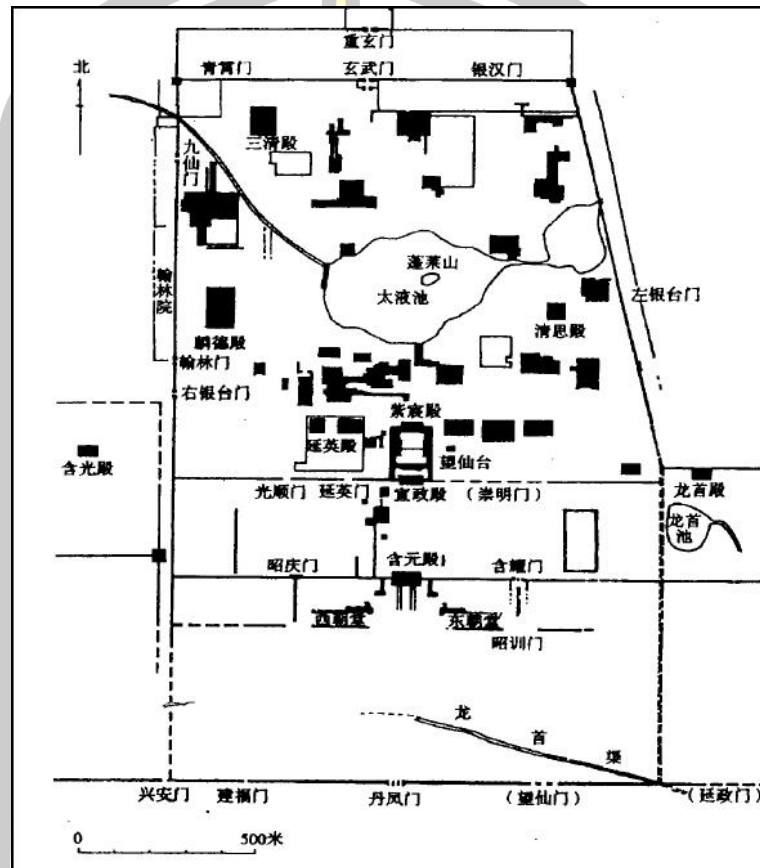 重玄门
北
青霄门
玄武门
银汉门
三清殿
九仙门
翰林院
蓬莱山
太液池
左银台门
清思殿
麟德殿
翰林门
右银台门
紫宸殿
延英殿
望仙台
含光殿
光顺门
延英门
宣政殿
(崇明门)
龙首殿
龙首池
昭庆门
含元殿
含耀门
西朝堂
东朝堂
昭训门
龙首渠
兴安门
建福门
丹凤门
(望仙门)
(延政门)
0
500米